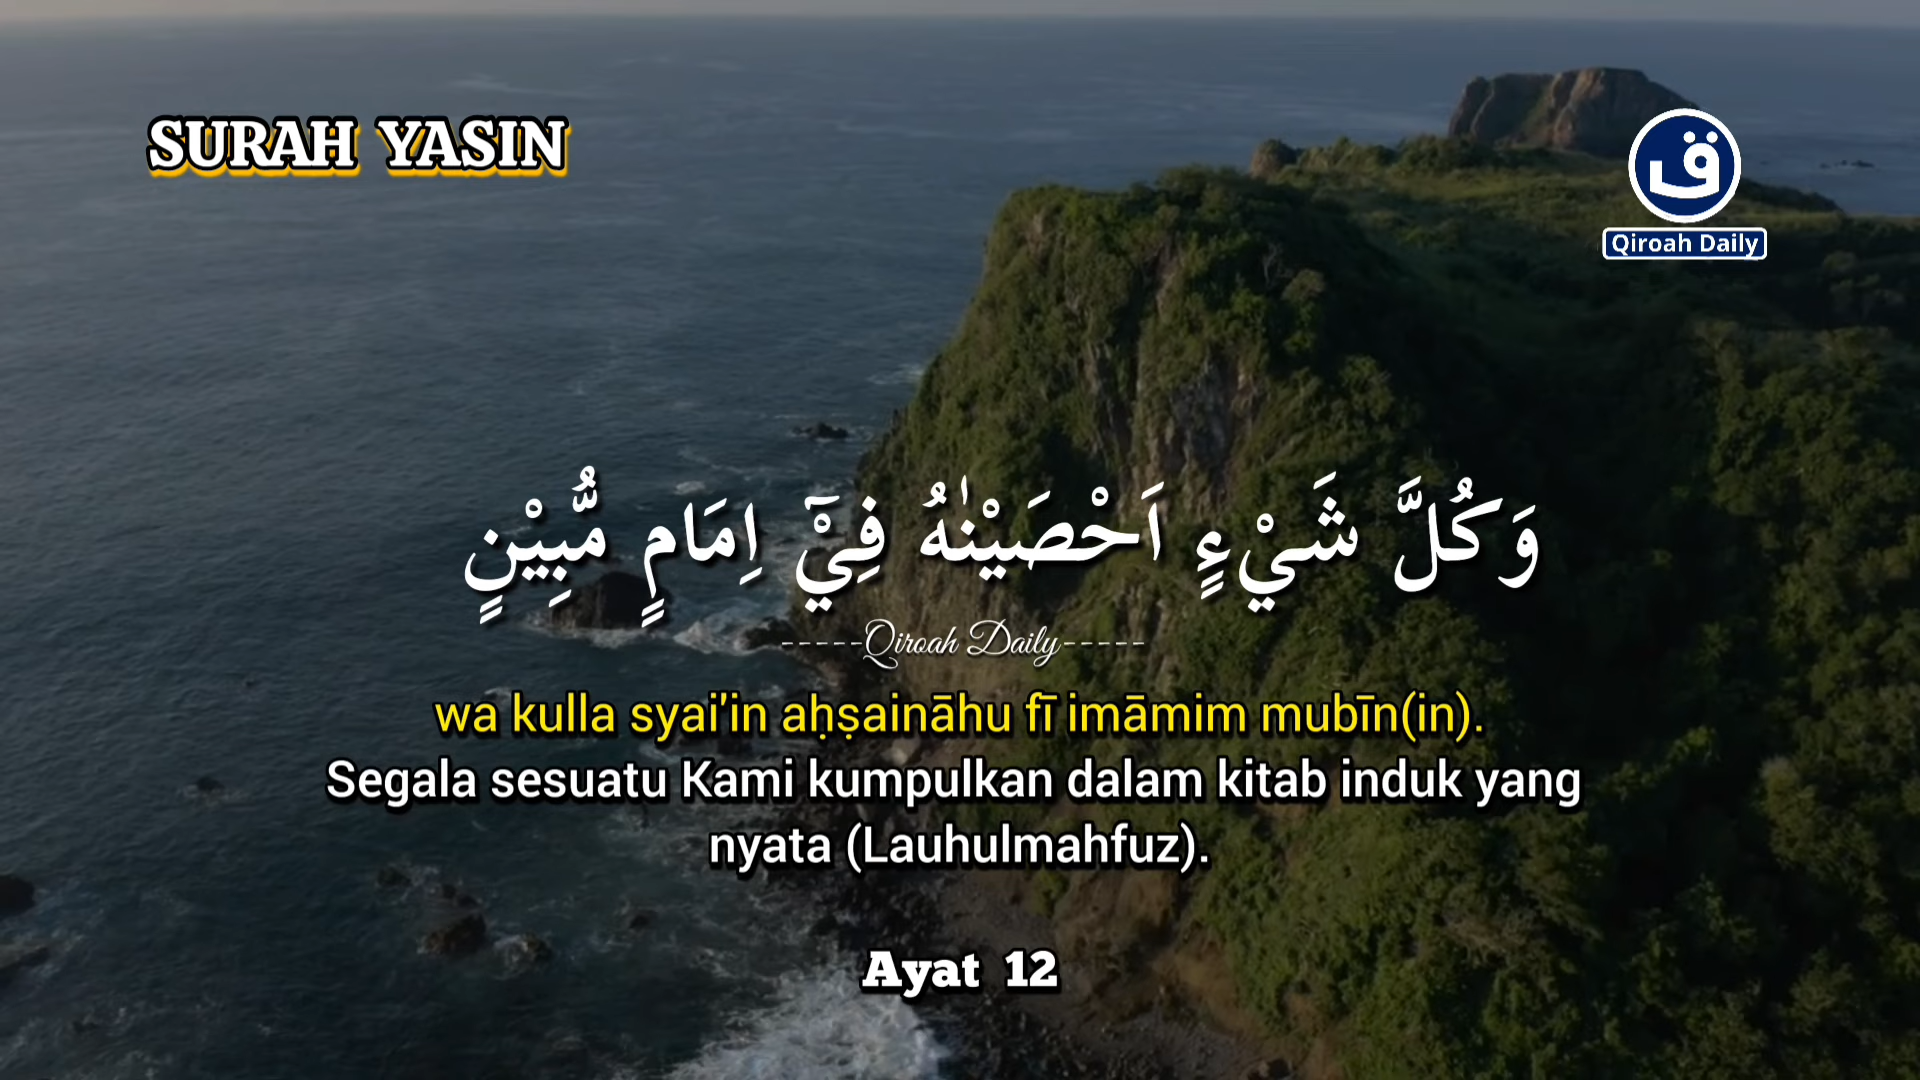 SURAH YASIN
ق
Qiroah Daily
وَكُلَّ شَيْءٍ اَحْصَيْنٰهُ فِيْٓ اِمَامٍ مُّبِيْنٍ
-----Qiroah Daily-----
wa kulla syai'in aḥṣaināhu fī imāmim mubīn(in).
Segala sesuatu Kami kumpulkan dalam kitab induk yang
nyata (Lauhulmahfuz).
Ayat 12